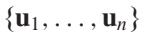 {u₁, . . . , uₙ}